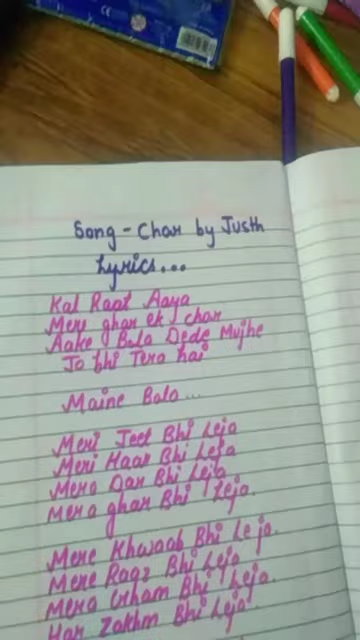 Song - Chor by Justh
Lyrics...
Kal Raat Aaya
Mere ghar ek chor
Aake Bola Dede Mujhe
Jo bhi Tera hai
Maine Bola...
Meri Jeet Bhi Leja
Meri Haar Bhi Leja
Mera Dar Bhi Leja
Mera ghar Bhi Leja.
Mere Khwaab Bhi Le ja.
Mere Raaz Bhi Leja
Mera Gham Bhi Leja.
Har Zakhm Bhi Leja